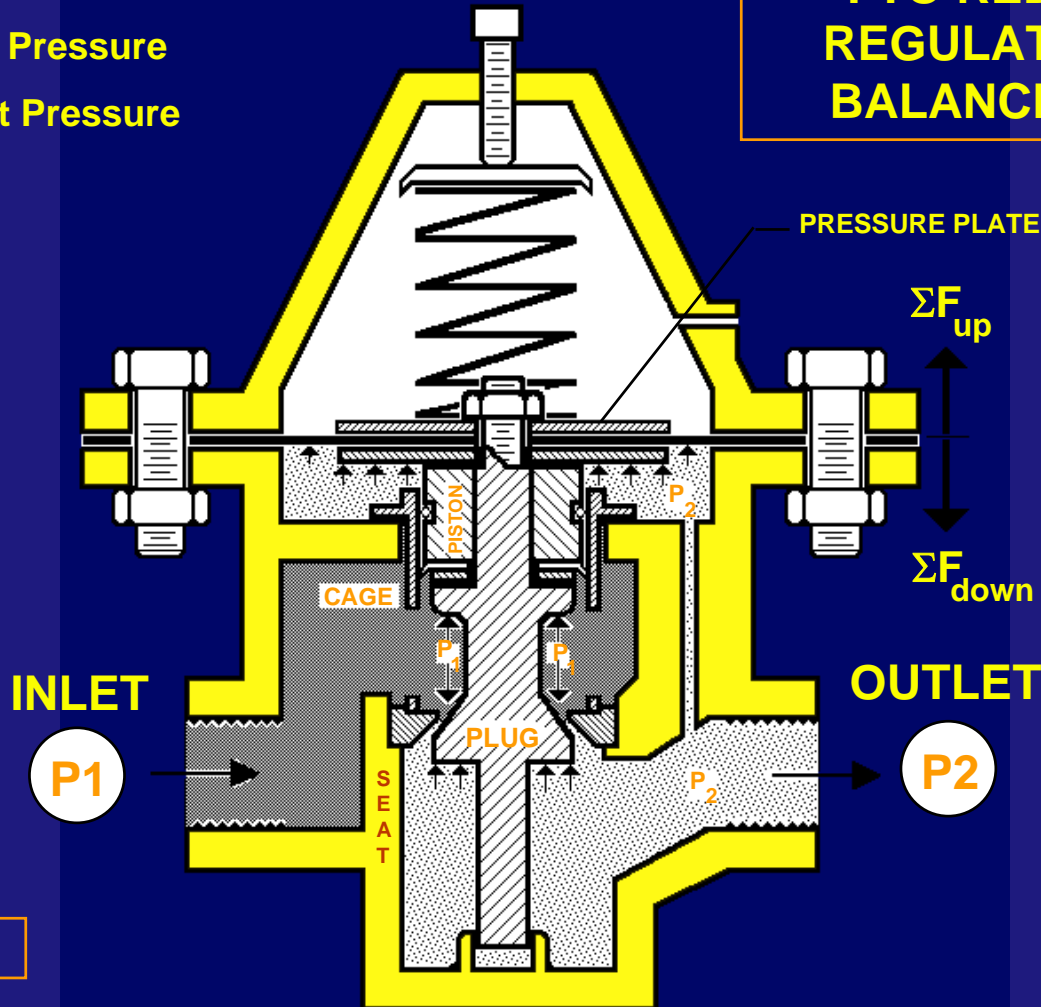 Pressure
t Pressure
REGULAT
BALANC
PRESSURE PLATE
ΣFup
P2
PISTON
ΣFdown
CAGE
P1
P1
INLET
OUTLET
PLUG
P1
P2
P2
SEAT